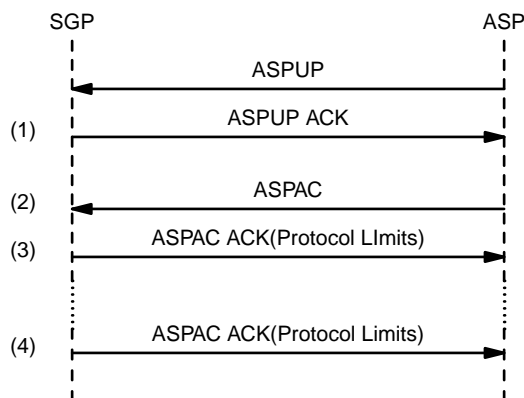 SGP ASP
ASPUP
(1) ASPUP ACK
(2) ASPAC
(3) ASPAC ACK(Protocol LImits)
(4) ASPAC ACK(Protocol Limits)